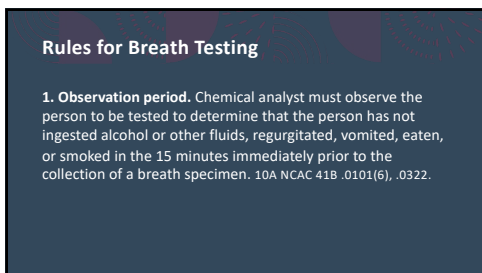 Rules for Breath Testing
1. Observation period. Chemical analyst must observe the
person to be tested to determine that the person has not
ingested alcohol or other fluids, regurgitated, vomited, eaten,
or smoked in the 15 minutes immediately prior to the
collection of a breath specimen. 10A NCAC 41B .0101(6), .0322.